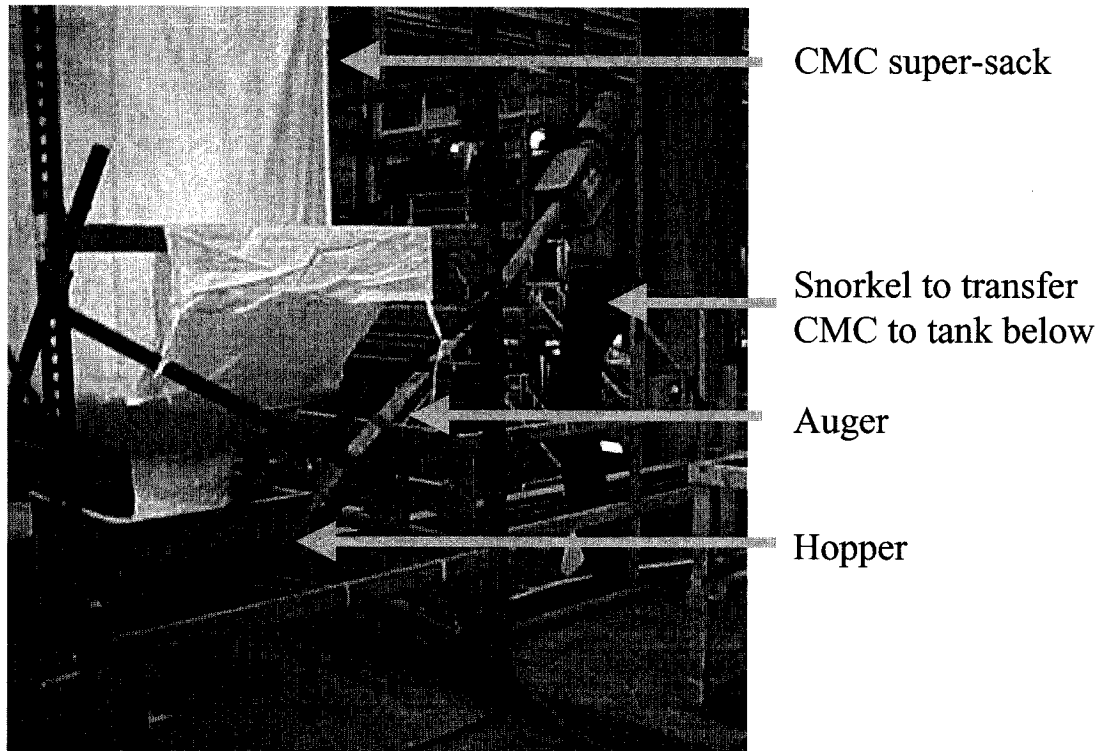 CMC super-sack
Snorkel to transfer
CMC to tank below
Auger
Hopper